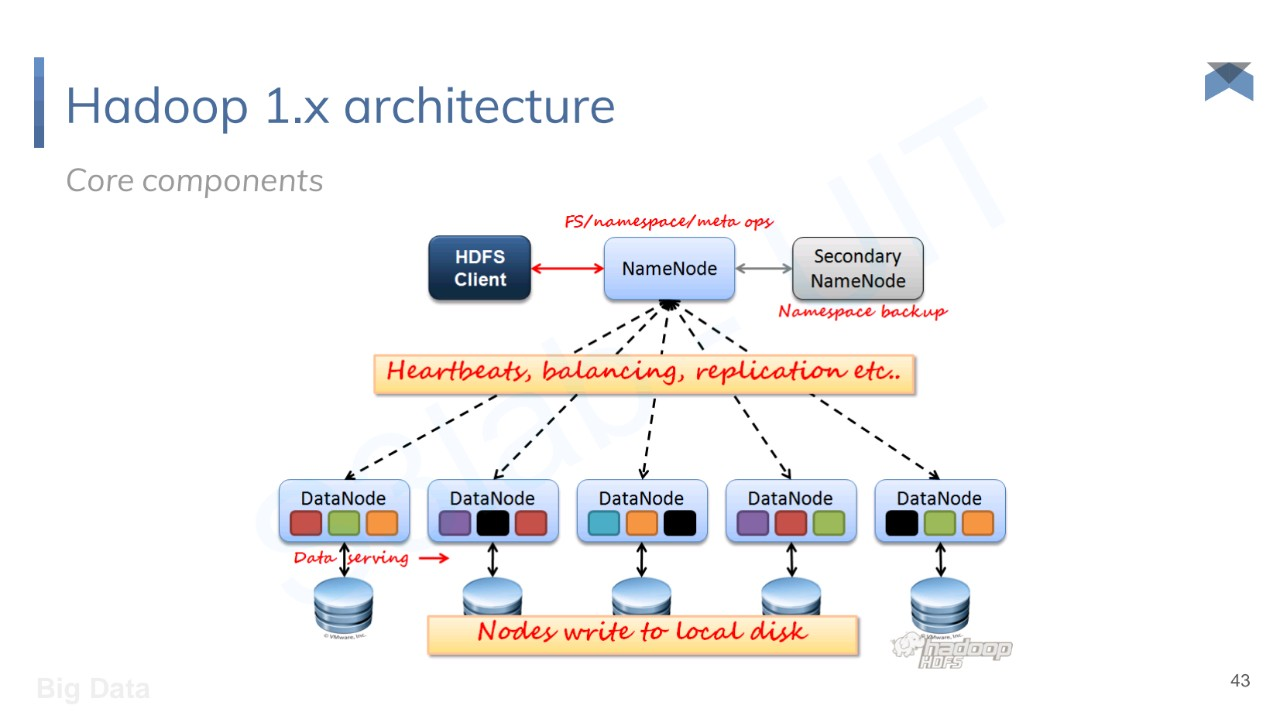 Hadoop 1.x architecture
Core components
FS/namespace/meta ops
HDFS
Client
NameNode
Secondary
NameNode
Namespace backup
Heartbeats, balancing, replication etc..
DataNode
DataNode
DataNode
DataNode
DataNode
Data serving
© VMware, Inc.
© VMware, Inc.
Nodes write to local disk
hadoop
HDFS
Big Data
43